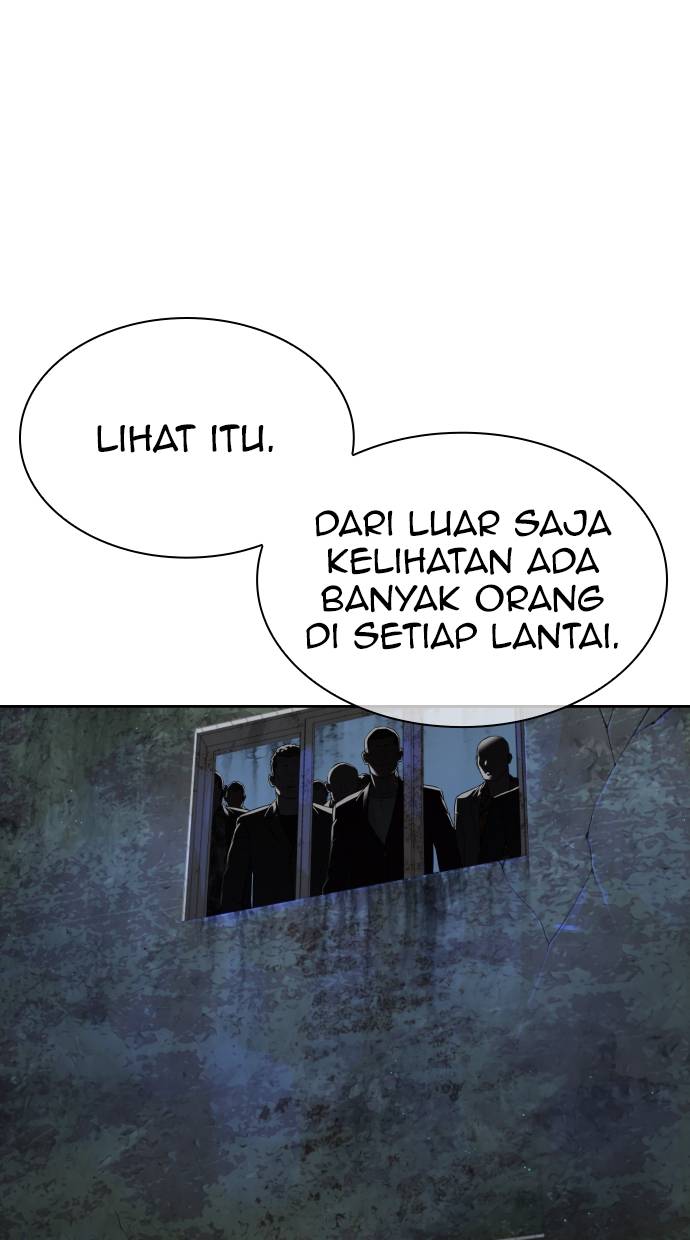 LIHAT ITU.
DARI LUAR SAJA
KELIHATAN ADA
BANYAK ORANG
DI SETIAP LANTAI.